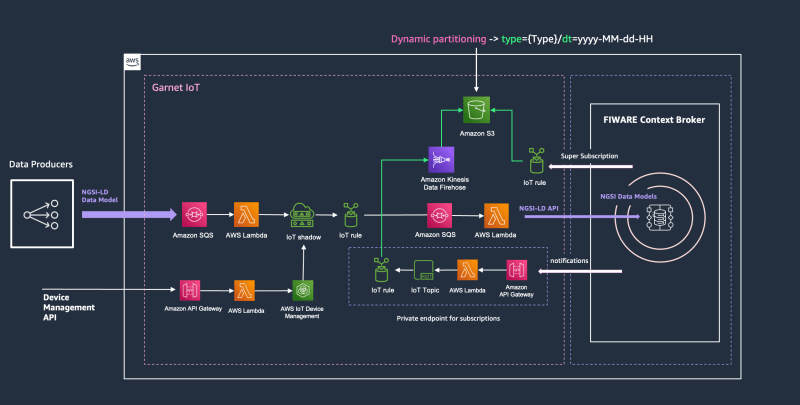 Dynamic partitioning -> type={Type}/dt=yyyy-MM-dd-HH
aws
Garnet IoT
Amazon S3
FIWARE Context Broker
Data Producers
NGSI-LD
Data Model
Amazon Kinesis
Data Firehose
IoT rule
Super Subscription
NGSI Data Models
Amazon SQS
AWS Lambda
IoT shadow
IoT rule
Amazon SQS
AWS Lambda
NGSI-LD API
notifications
IoT rule
IoT Topic
AWS Lambda
Amazon
API Gateway
Device
Management
API
Amazon API Gateway
AWS Lambda
AWS IoT Device
Management
Private endpoint for subscriptions